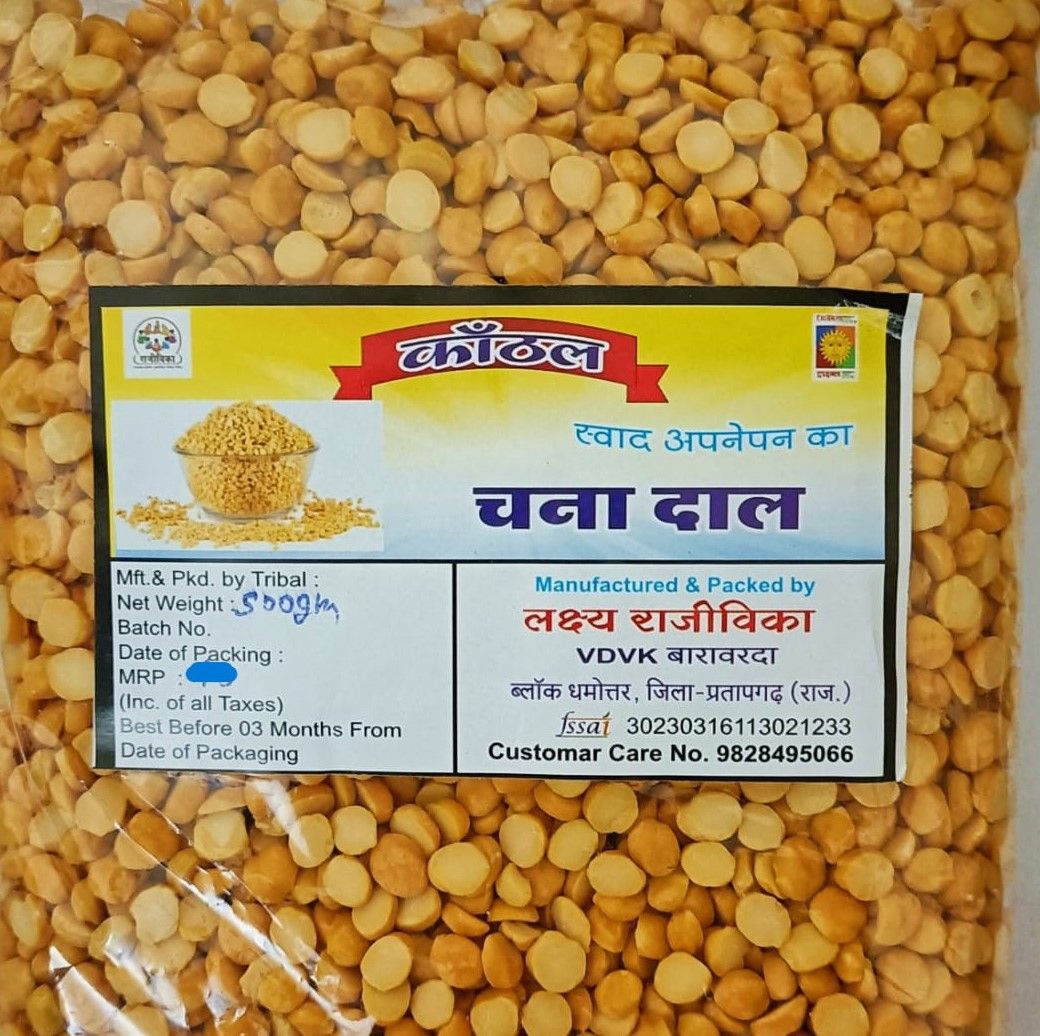 राजीविका
काँठल
स्वाद अपनेपन का
चना दाल
Mft.& Pkd. by Tribal :
Net Weight : 500gm
Batch No.
Date of Packing :
MRP :
(Inc. of all Taxes)
Best Before 03 Months From
Date of Packaging
Manufactured & Packed by
लक्ष्य राजीविका
VDVK बारावरदा
ब्लॉक धमोत्तर, जिला-प्रतापगढ़ (राज.)
fssai 30230316113021233
Customar Care No. 9828495066